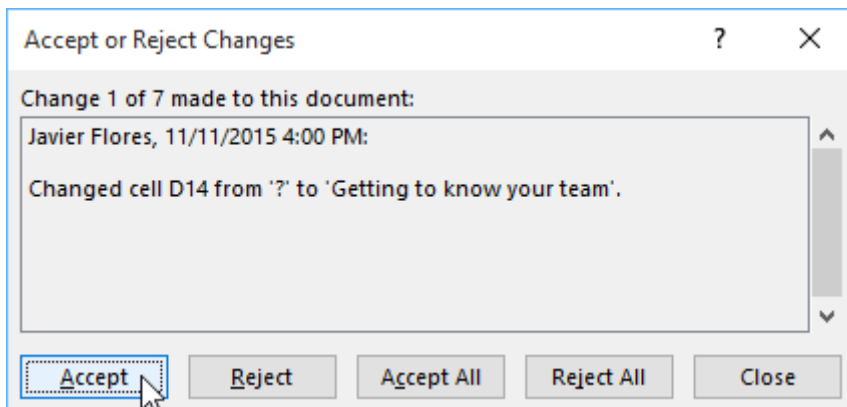 Accept or Reject Changes ? X
Change 1 of 7 made to this document:
Javier Flores, 11/11/2015 4:00 PM:
Changed cell D14 from '?' to 'Getting to know your team'.
Accept Reject Accept All Reject All Close